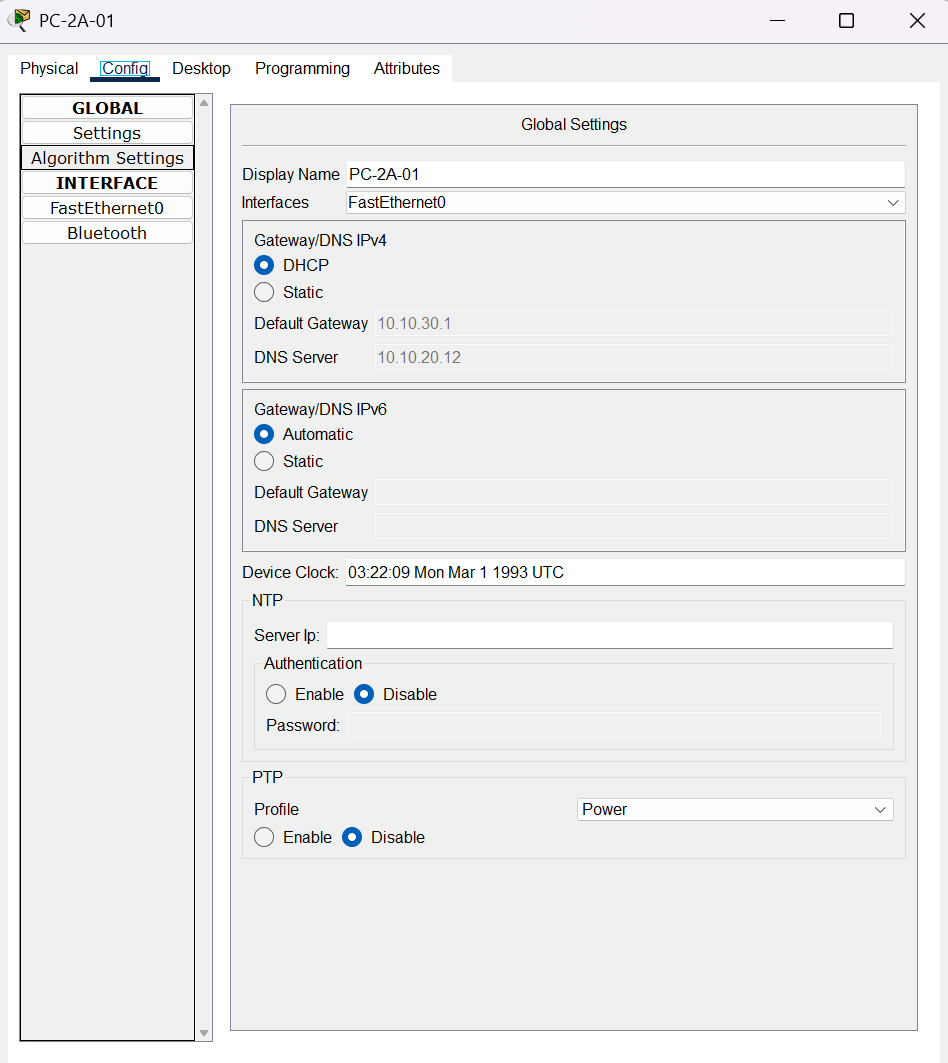 PC-2A-01
Physical Config Desktop Programming Attributes
GLOBAL
Settings
Algorithm Settings
INTERFACE
FastEthernet0
Bluetooth
Global Settings
Display Name PC-2A-01
Interfaces FastEthernet0
Gateway/DNS IPv4
DHCP
Static
Default Gateway 10.10.30.1
DNS Server 10.10.20.12
Gateway/DNS IPv6
Automatic
Static
Default Gateway
DNS Server
Device Clock: 03:22:09 Mon Mar 1 1993 UTC
NTP
Server Ip:
Authentication
Enable Disable
Password:
PTP
Profile Power
Enable Disable